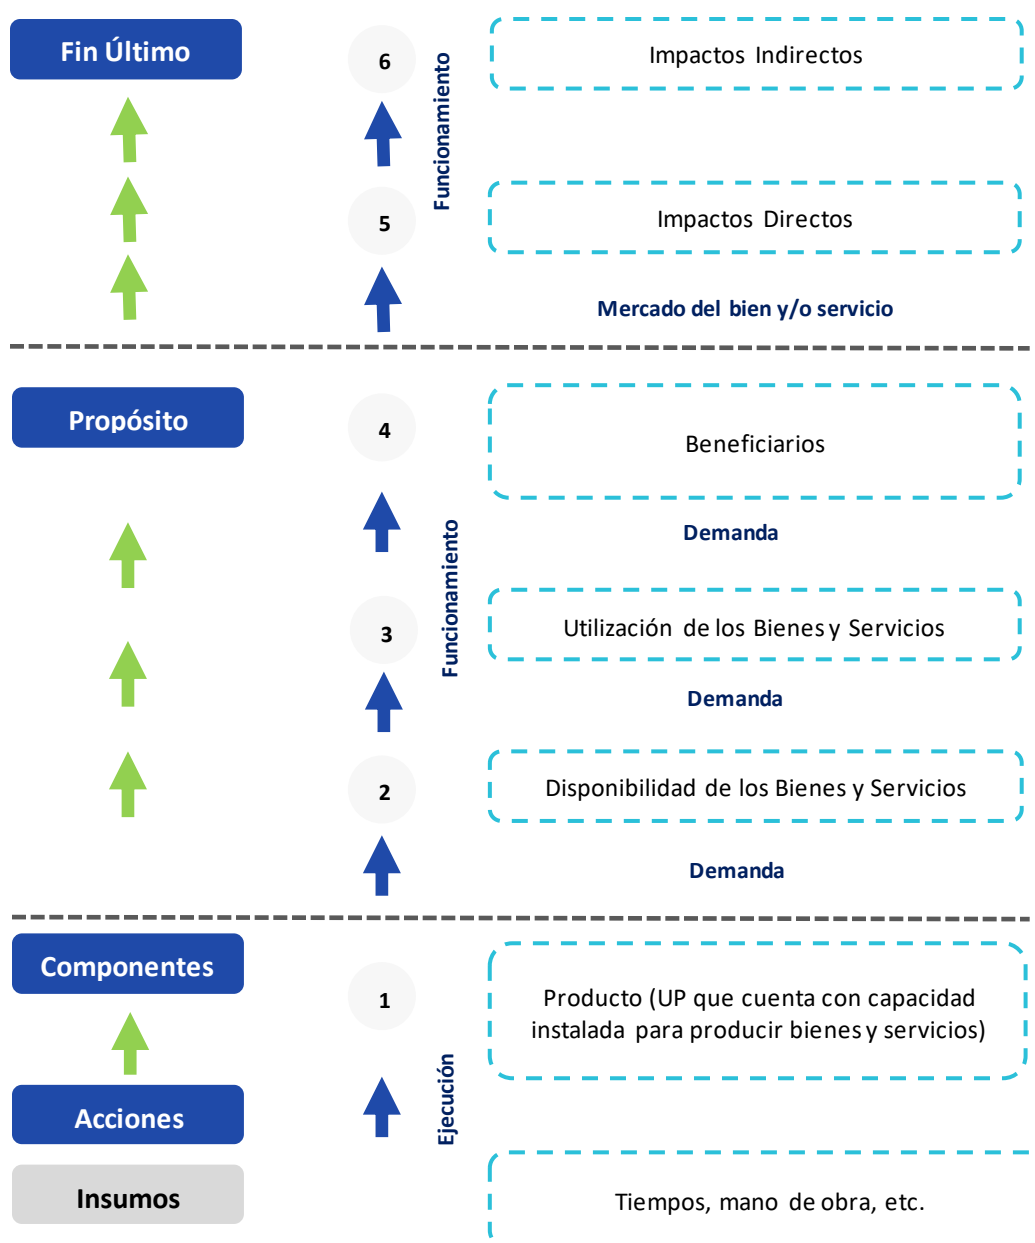 Fin Último
6
Impactos Indirectos
Funcionamiento
5
Impactos Directos
Mercado del bien y/o servicio
Propósito
4
Beneficiarios
Demanda
Funcionamiento
3
Utilización de los Bienes y Servicios
Demanda
2
Disponibilidad de los Bienes y Servicios
Demanda
Componentes
1
Producto (UP que cuenta con capacidad
instalada para producir bienes y servicios)
Ejecución
Acciones
Insumos
Tiempos, mano de obra, etc.